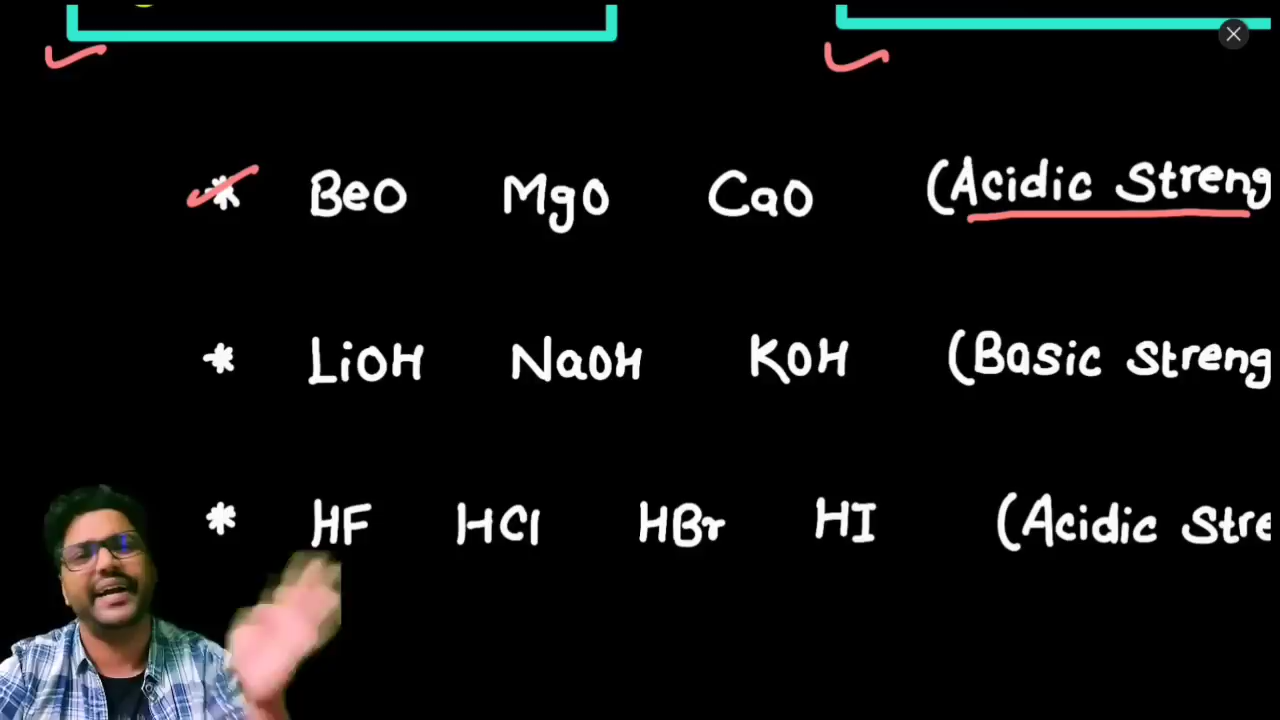 * BeO MgO CaO (Acidic Streng
* LiOH NaOH KOH (Basic Streng
* HF HCl HBr HI (Acidic Stre